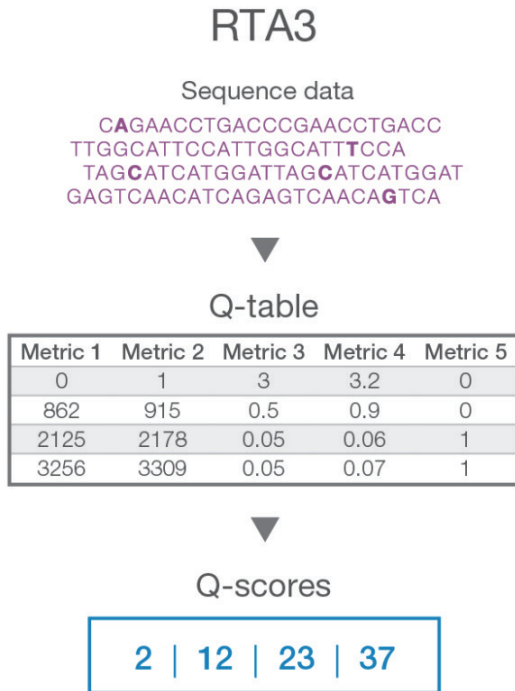 RTA3
Sequence data
CAGAACCTGACCCGAACCTGACC
TTGGCATTCCATTGGCATTTCCA
TAGCATCATGGATTAGCATCATGGAT
GAGTCAACATCAGAGTCAACAGTCA
Q-table
Metric 1 Metric 2 Metric 3 Metric 4 Metric 5
0 1 3 3.2 0
862 915 0.5 0.9 0
2125 2178 0.05 0.06 1
3256 3309 0.05 0.07 1
Q-scores
2 | 12 | 23 | 37